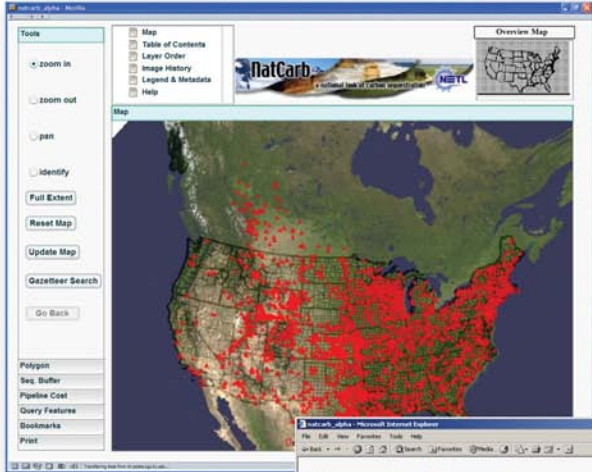 natcarb_alpha - Mozilla
Tools
zoom in
zoom out
pan
identify
Full Extent
Reset Map
Update Map
Gazetteer Search
Go Back
Polygon
Seq. Buffer
Pipeline Cost
Query Features
Bookmarks
Print
Map
Table of Contents
Layer Order
Image History
Legend & Metadata
Help
NatCarb
a national look at carbon sequestration
NETL
Overview Map
Map
natcarb_alpha - Microsoft Internet Explorer
File Edit View Favorites Tools Help
Back Search Favorites Media